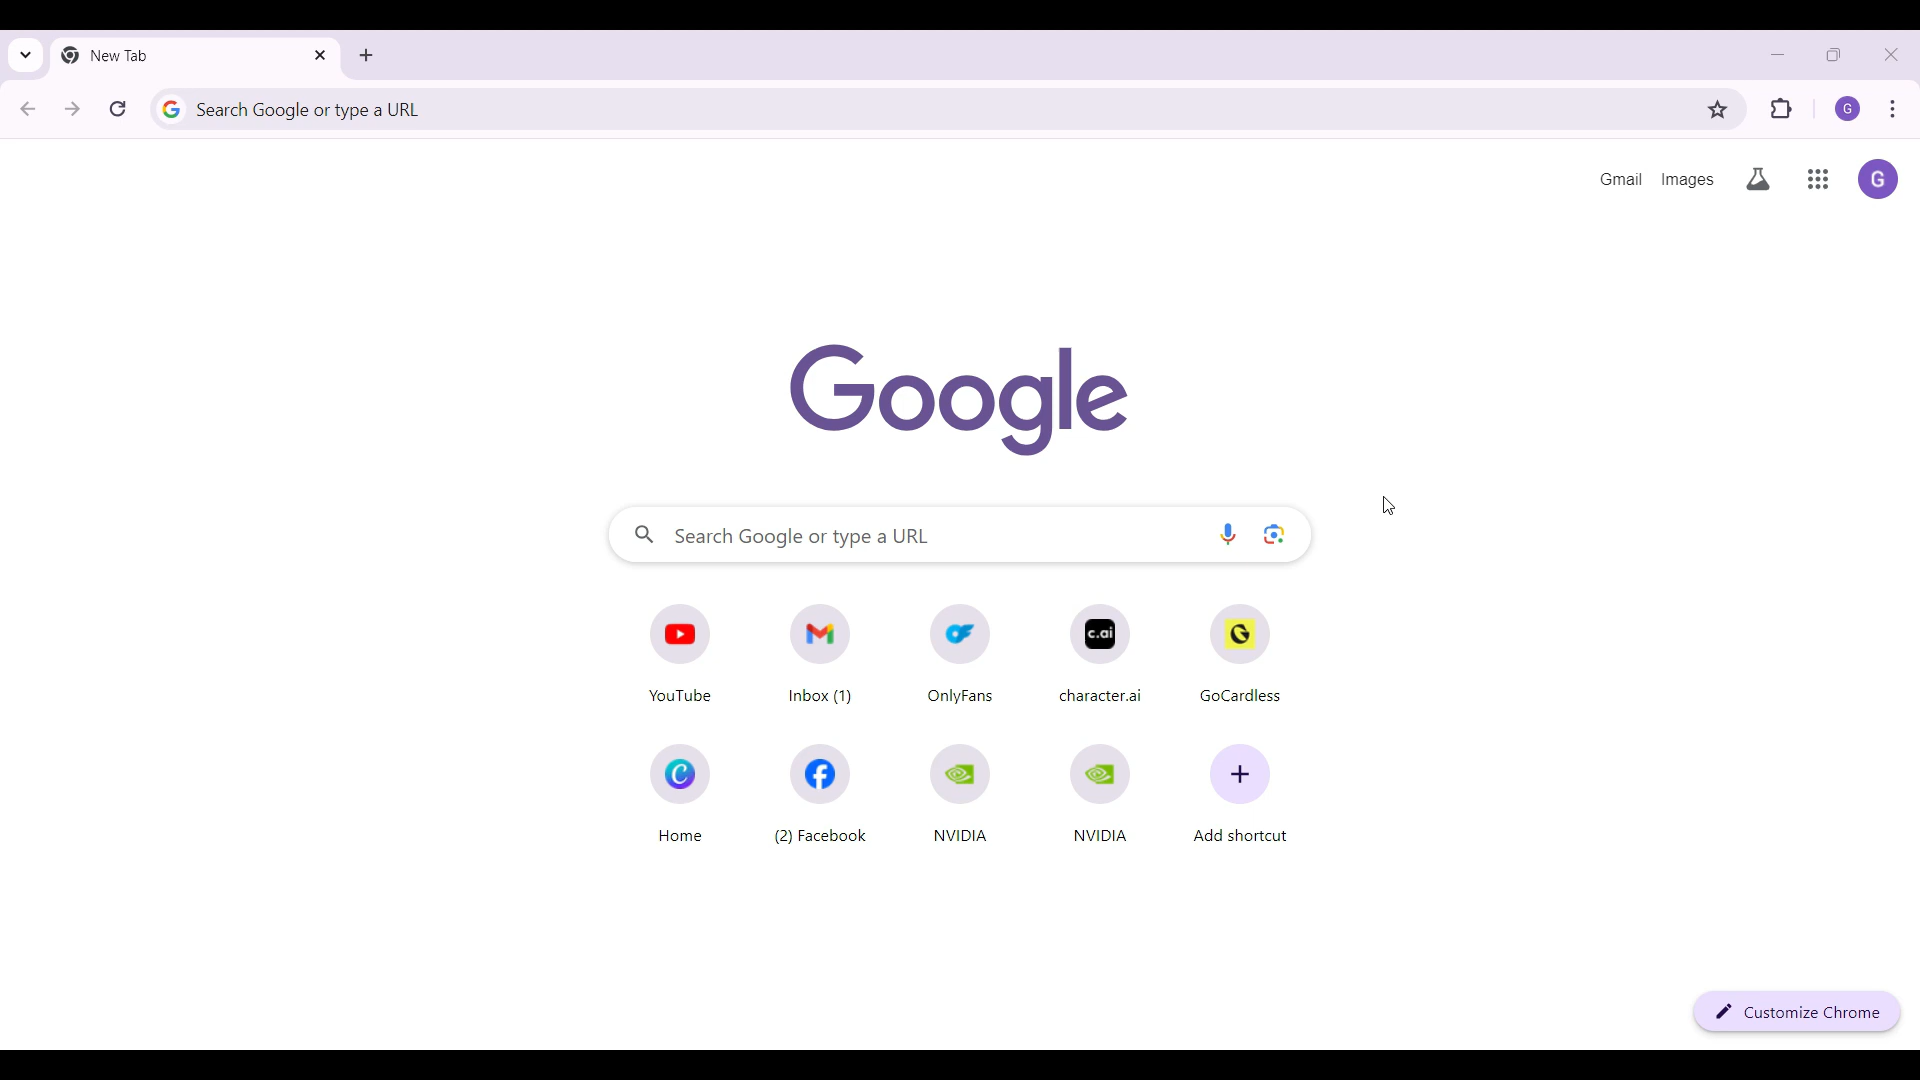 New Tab
Search Google or type a URL
G
Gmail Images
G
Google
Search Google or type a URL
c.ai
YouTube Inbox (1) OnlyFans character.ai GoCardless
Home (2) Facebook NVIDIA NVIDIA Add shortcut
Customize Chrome